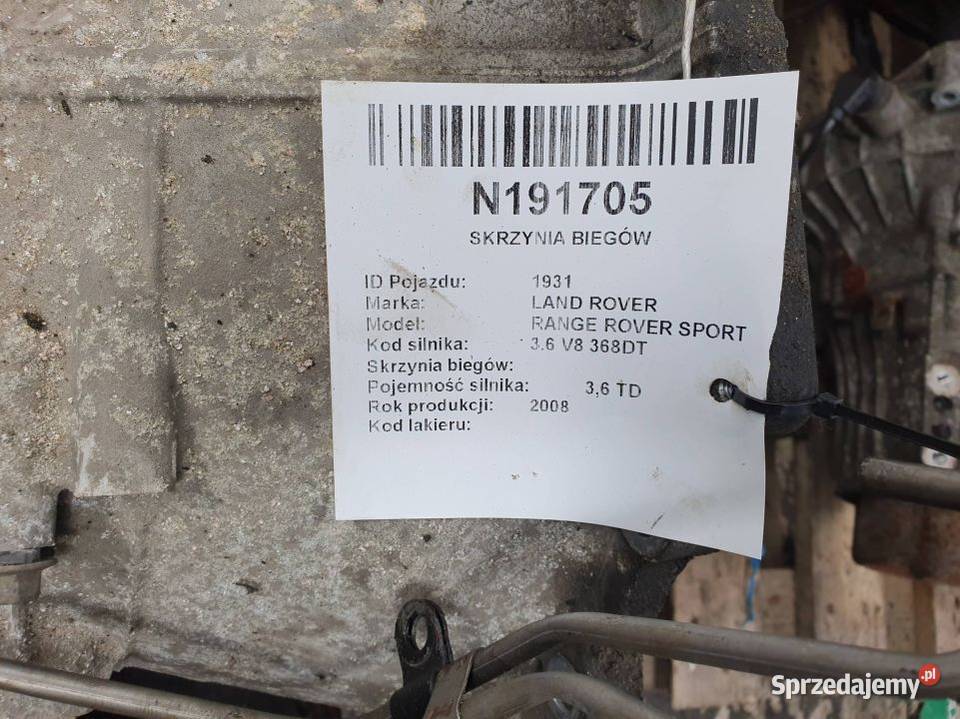 N191705
SKRZYNIA BIEGÓW
ID Pojazdu: 1931
Marka: LAND ROVER
Model: RANGE ROVER SPORT
Kod silnika: 3.6 V8 368DT
Skrzynia biegów:
Pojemność silnika: 3,6 TD
Rok produkcji: 2008
Kod lakieru:
Sprzedajemy.pl